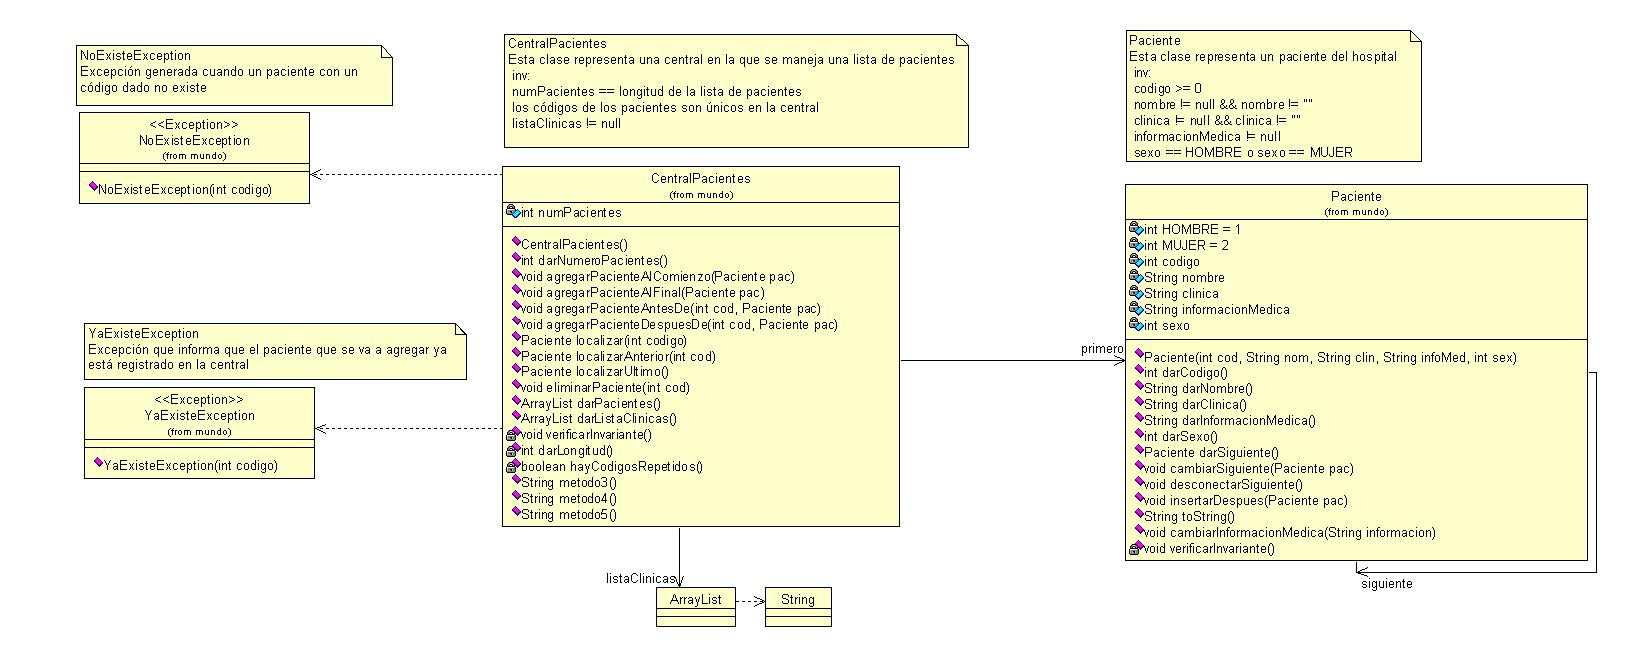 NoExisteException
Excepción generada cuando un paciente con un
código dado no existe
<<Exception>>
NoExisteException
(from mundo)
NoExisteException(int codigo)
YaExisteException
Excepción que informa que el paciente que se va a agregar ya
está registrado en la central
<<Exception>>
YaExisteException
(from mundo)
YaExisteException(int codigo)
CentralPacientes
Esta clase representa una central en la que se maneja una lista de pacientes
inv:
numPacientes == longitud de la lista de pacientes
los códigos de los pacientes son únicos en la central
listaClinicas != null
CentralPacientes
(from mundo)
int numPacientes
CentralPacientes()
int darNumeroPacientes()
void agregarPacienteAlComienzo(Paciente pac)
void agregarPacienteAlFinal(Paciente pac)
void agregarPacienteAntesDe(int cod, Paciente pac)
void agregarPacienteDespuesDe(int cod, Paciente pac)
Paciente localizar(int codigo)
Paciente localizarAnterior(int cod)
Paciente localizarUltimo()
void eliminarPaciente(int cod)
ArrayList darPacientes()
ArrayList darListaClinicas()
void verificarInvariante()
int darLongitud()
boolean hayCodigosRepetidos()
String metodo3()
String metodo4()
String metodo5()
listaClinicas
ArrayList
String
primero
Paciente
Esta clase representa un paciente del hospital
inv:
codigo >= 0
nombre != null && nombre != ""
clinica != null && clinica != ""
informacionMedica != null
sexo == HOMBRE o sexo == MUJER
Paciente
(from mundo)
int HOMBRE = 1
int MUJER = 2
int codigo
String nombre
String clinica
String informacionMedica
int sexo
Paciente(int cod, String nom, String clin, String infoMed, int sex)
int darCodigo()
String darNombre()
String darClinica()
String darInformacionMedica()
int darSexo()
Paciente darSiguiente()
void cambiarSiguiente(Paciente pac)
void desconectarSiguiente()
void insertarDespues(Paciente pac)
String toString()
void cambiarInformacionMedica(String informacion)
void verificarInvariante()
siguiente